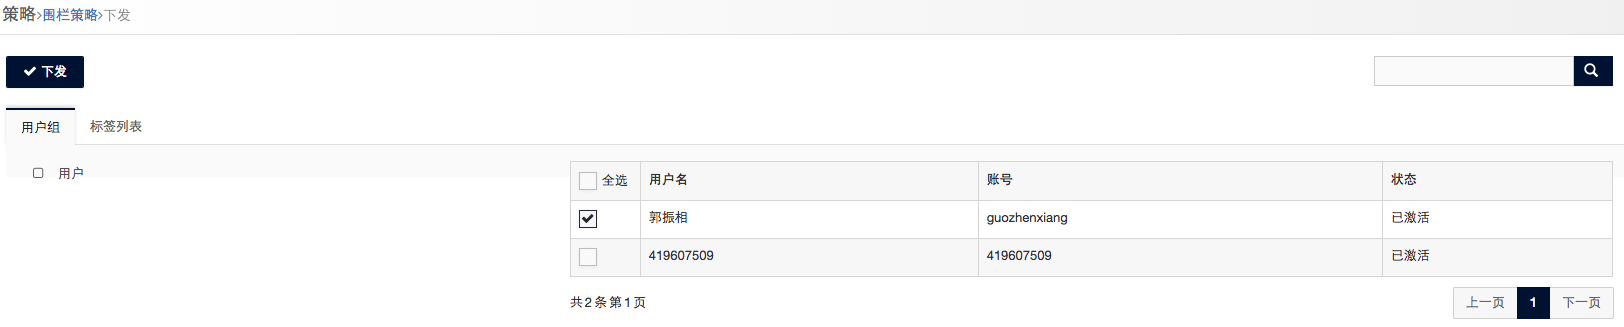 策略>围栏策略>下发
下发
用户组 标签列表
用户
全选 用户名 账号 状态
郭振相 guozhenxiang 已激活
419607509 419607509 已激活
共2条第1页 上一页 1 下一页